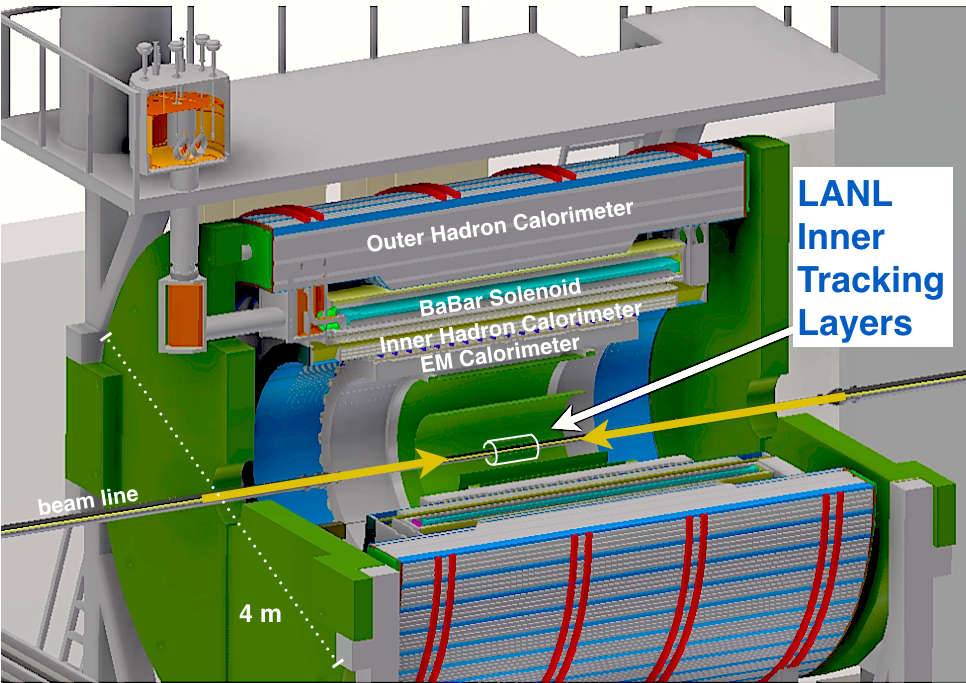 LANL
Inner
Tracking
Layers
Outer Hadron Calorimeter
BaBar Solenoid
Inner Hadron Calorimeter
EM Calorimeter
beam line
4 m